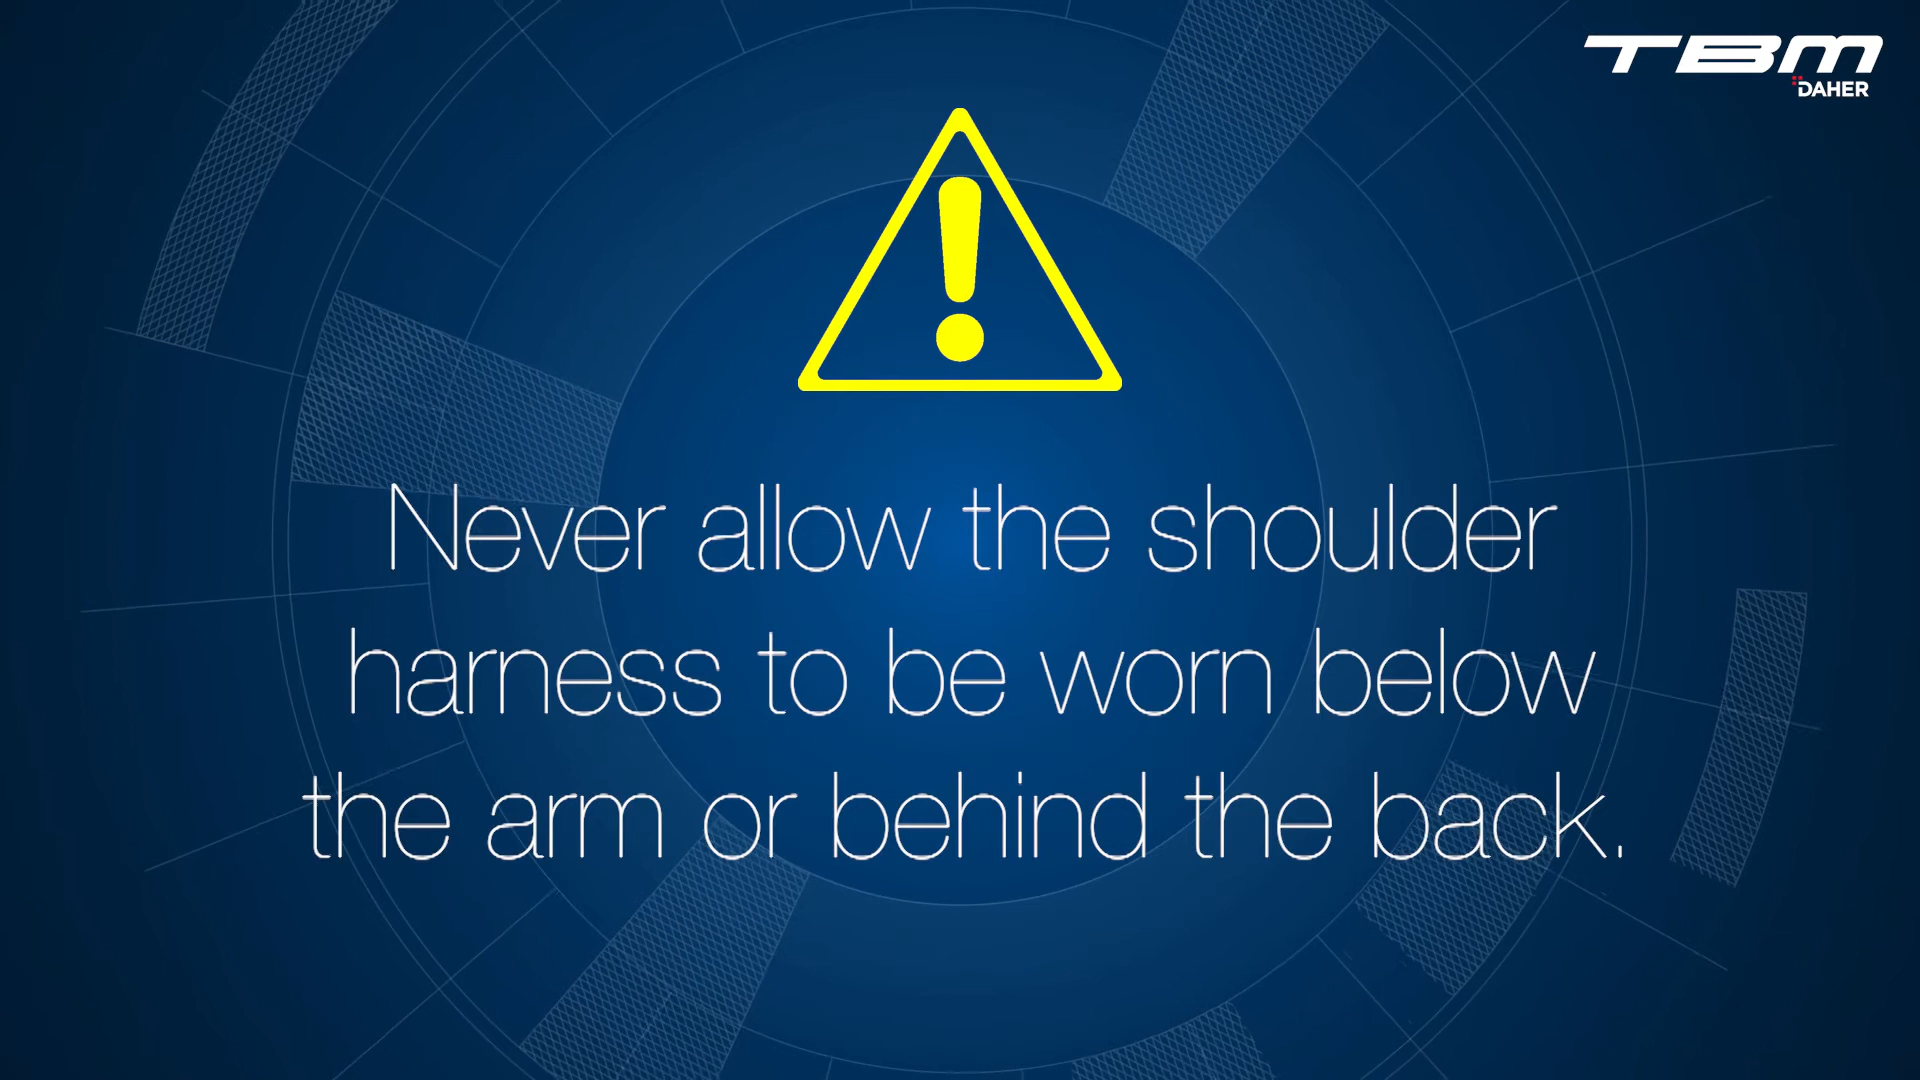 TBM
DAHER
Never allow the shoulder
harness to be worn below
the arm or behind the back.